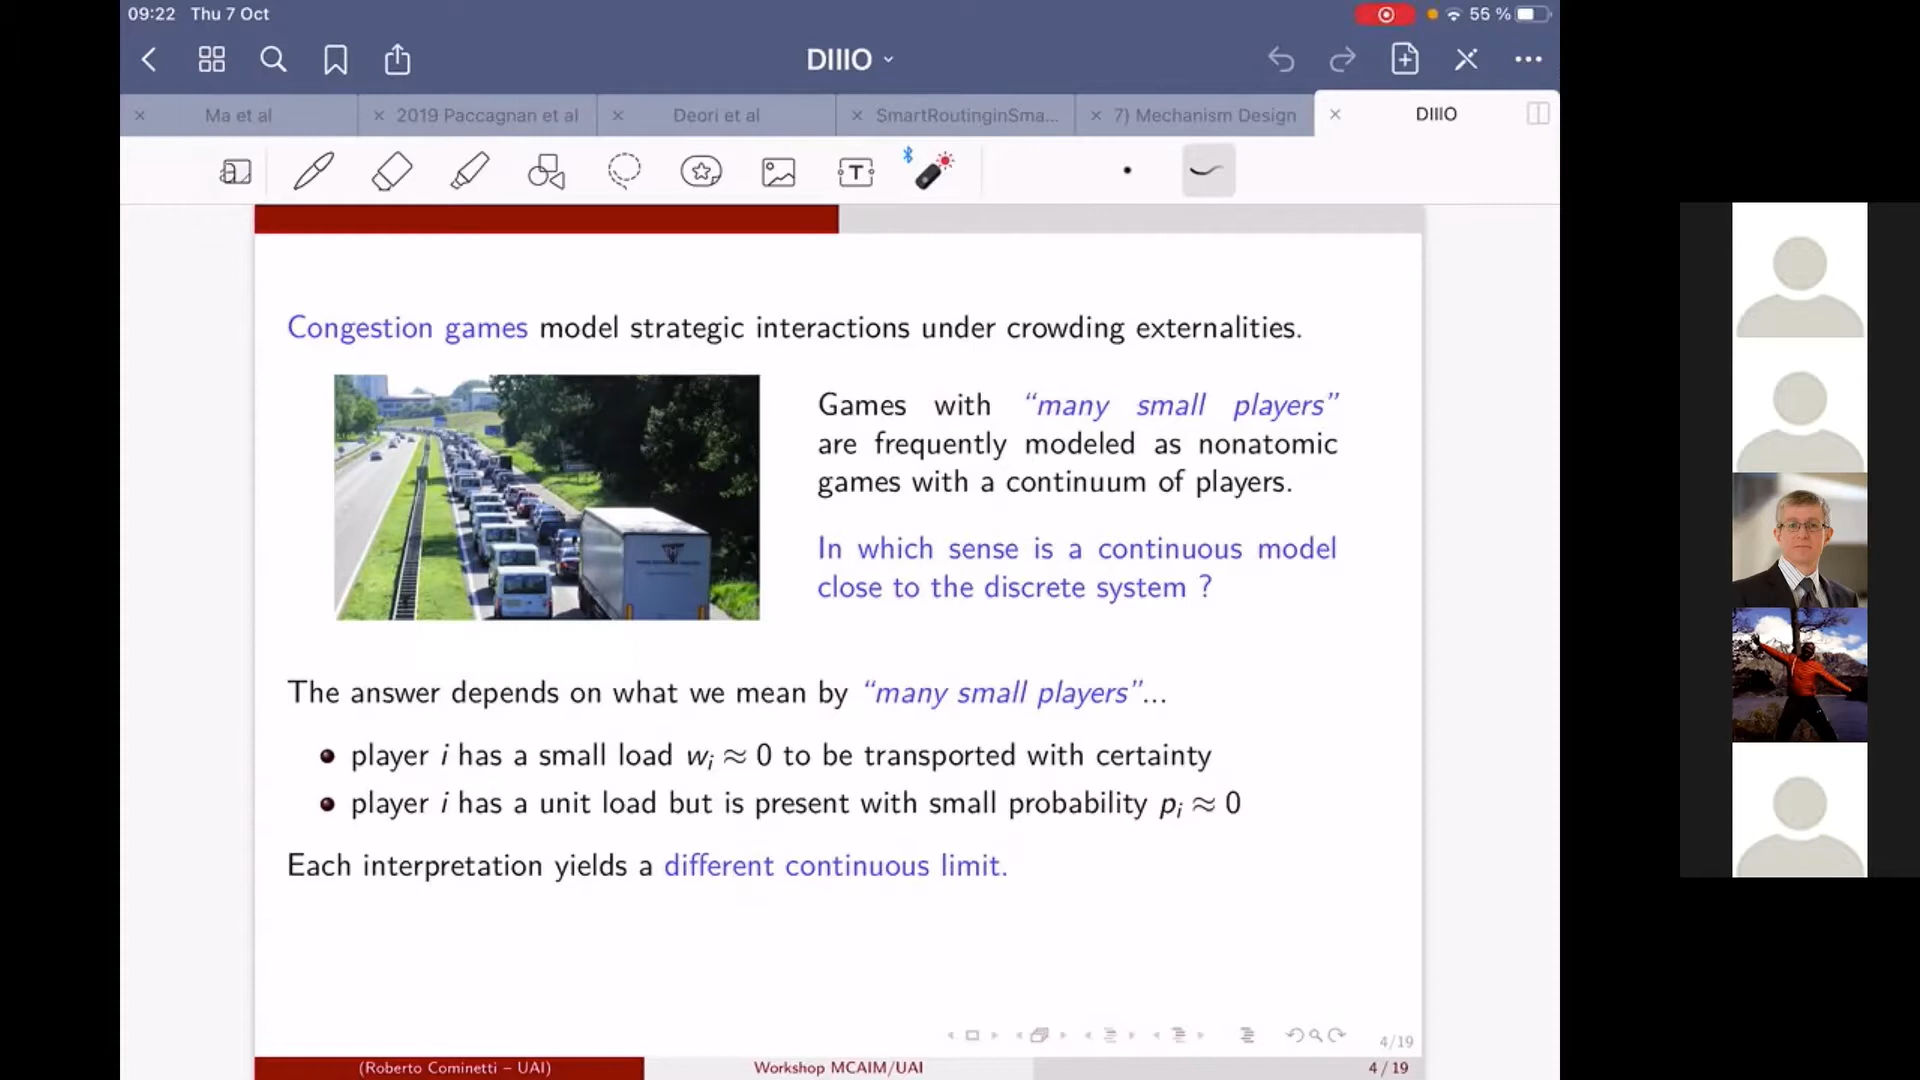 09:22 Thu 7 Oct
55 %
DIIIO
Ma et al
2019 Paccagnan et al
Deori et al
SmartRoutinginSma...
7) Mechanism Design
DIIIO
Congestion games model strategic interactions under crowding externalities.
Games with “many small players”
are frequently modeled as nonatomic
games with a continuum of players.
In which sense is a continuous model
close to the discrete system ?
The answer depends on what we mean by “many small players”...
player i has a small load wᵢ ≈ 0 to be transported with certainty
player i has a unit load but is present with small probability pᵢ ≈ 0
Each interpretation yields a different continuous limit.
4/19
(Roberto Cominetti – UAI)
Workshop MCAIM/UAI
4 / 19